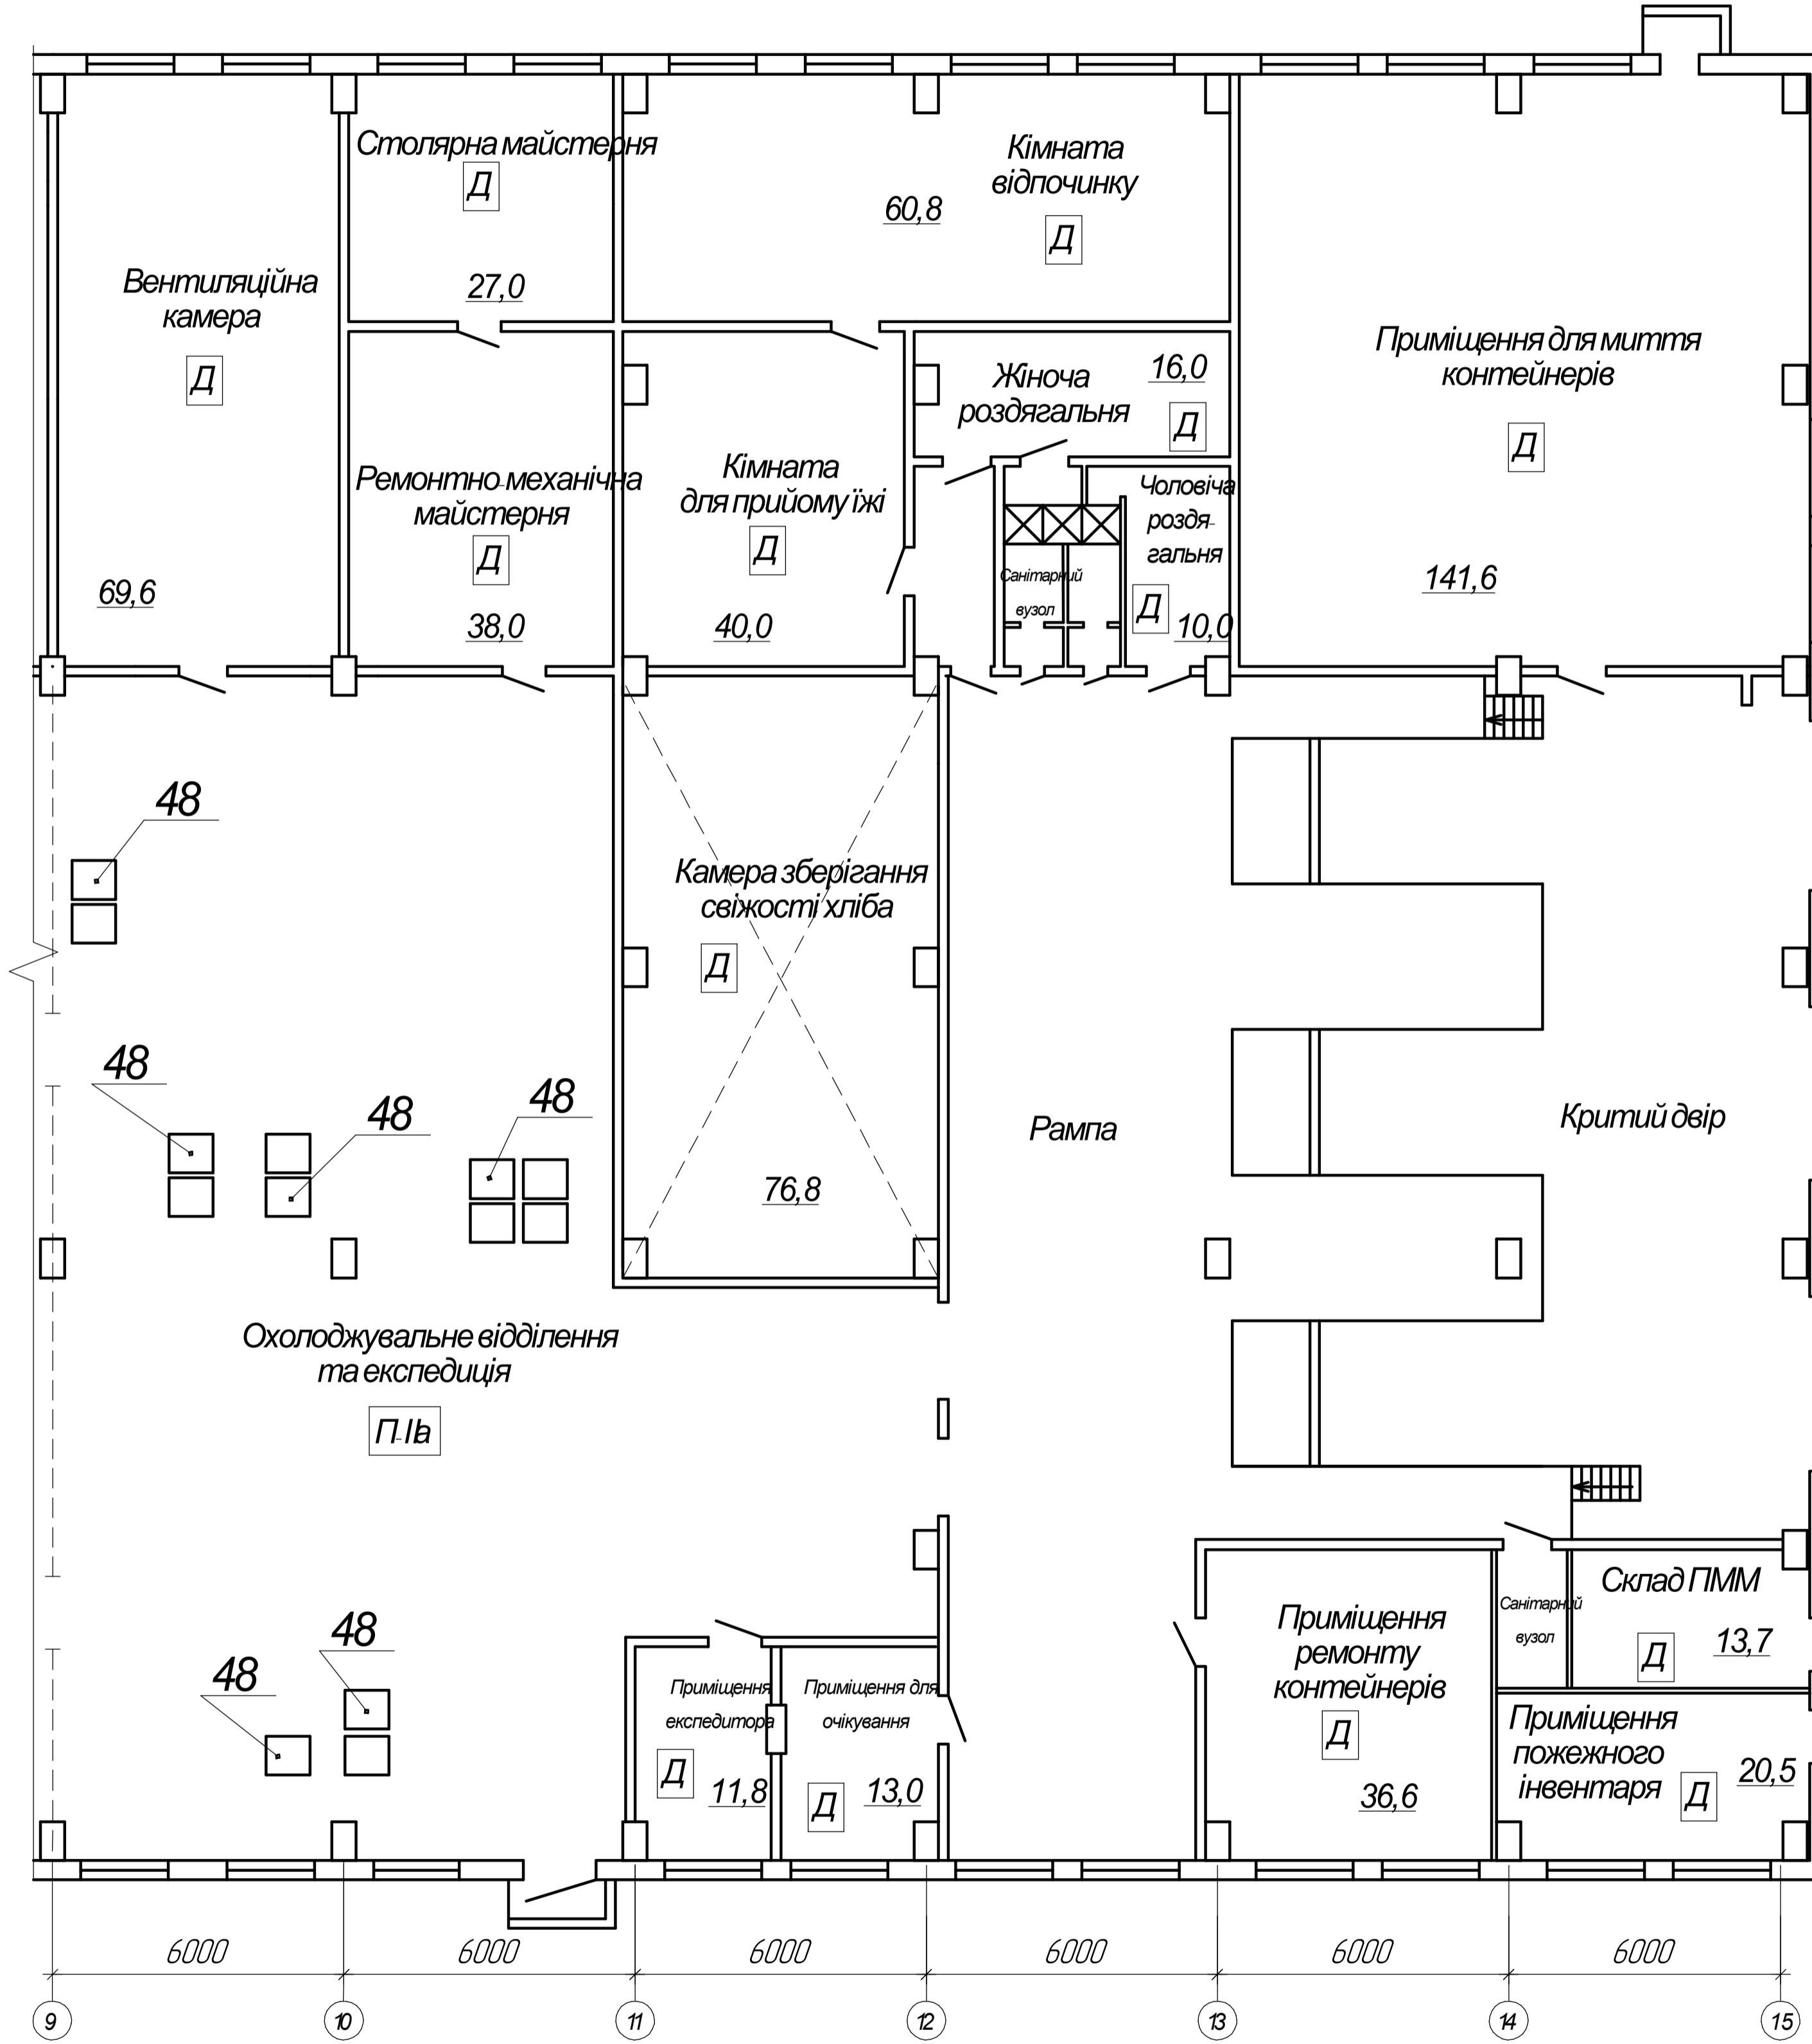 Столярна майстерня
Д
27,0
Кімната
відпочинку
60,8
Д
Вентиляційна
камера
Д
69,6
Приміщення для миття
контейнерів
Д
141,6
Жіноча
роздягальня
16,0
Д
Ремонтно-механічна
майстерня
Д
38,0
Кімната
для прийому їжі
Д
40,0
Чоловіча
роздя-
гальня
Д
10,0
Санітарний
вузол
48
Камера зберігання
свіжості хліба
Д
76,8
48
48
48
Рампа
Критий двір
Охолоджувальне відділення
та експедиція
П-ІІа
48
48
Приміщення
експедитора
Д
11,8
Приміщення для
очікування
Д
13,0
Приміщення
ремонту
контейнерів
Д
36,6
Санітарний
вузол
Склад ПММ
Д
13,7
Приміщення
пожежного
інвентаря
Д
20,5
6000
6000
6000
6000
6000
6000
9
10
11
12
13
14
15